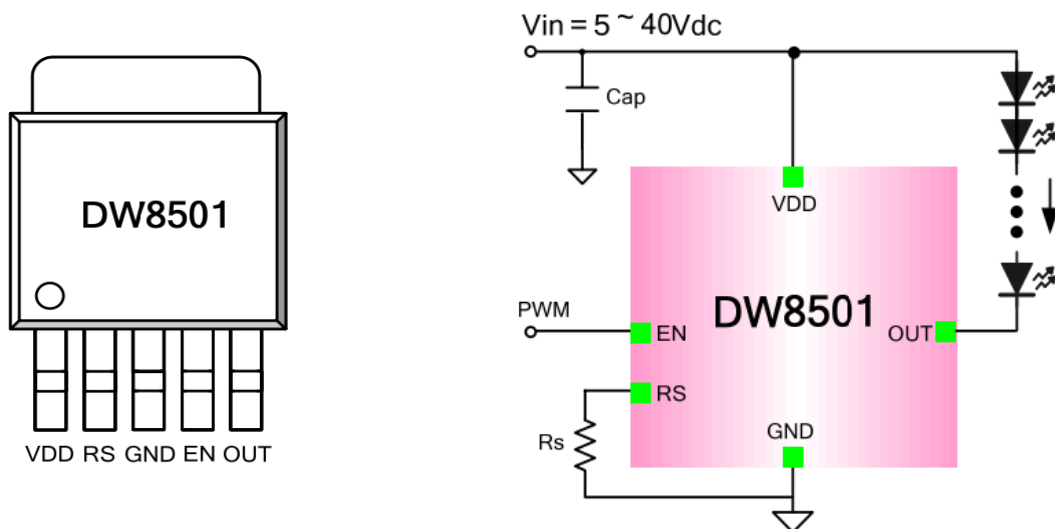 DW8501
VDD RS GND EN OUT
Vin = 5 ~ 40Vdc
Cap
VDD
PWM
EN
DW8501
OUT
RS
Rs
GND